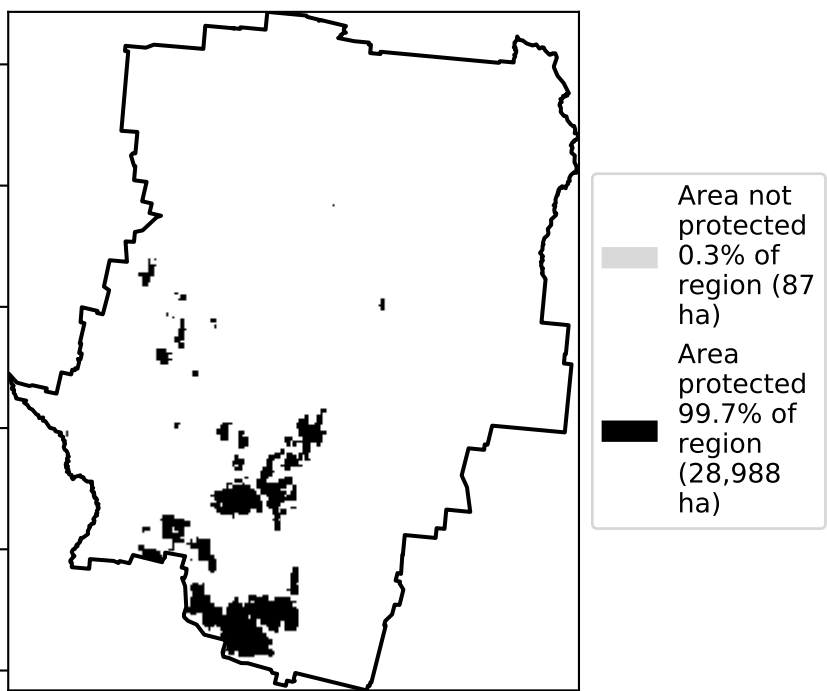 Area not
protected
0.3% of
region (87
ha)
Area
protected
99.7% of
region
(28,988
ha)